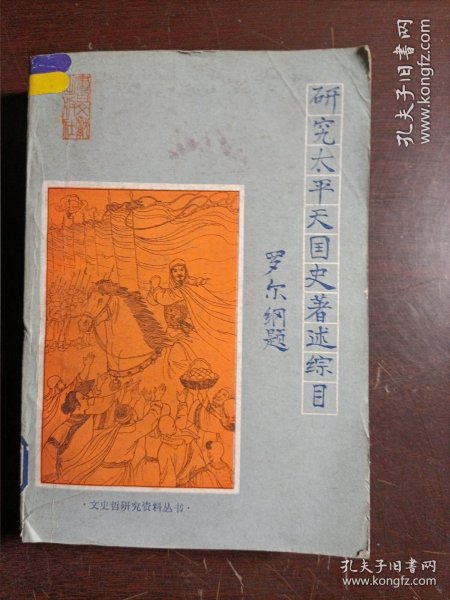 孔夫子旧书网
www.kongfz.com
研究太平天囯史著述综目
罗尔纲题
·文史哲研究资料丛书·
孔夫子旧书网
www.kongfz.com